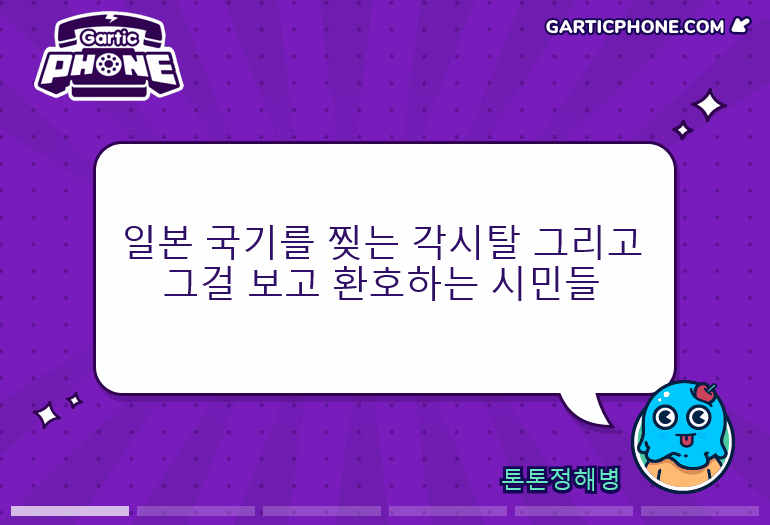 Gartic
PHONE
GARTICPHONE.COM
일본 국기를 찢는 각시탈 그리고
그걸 보고 환호하는 시민들
톤톤정해병